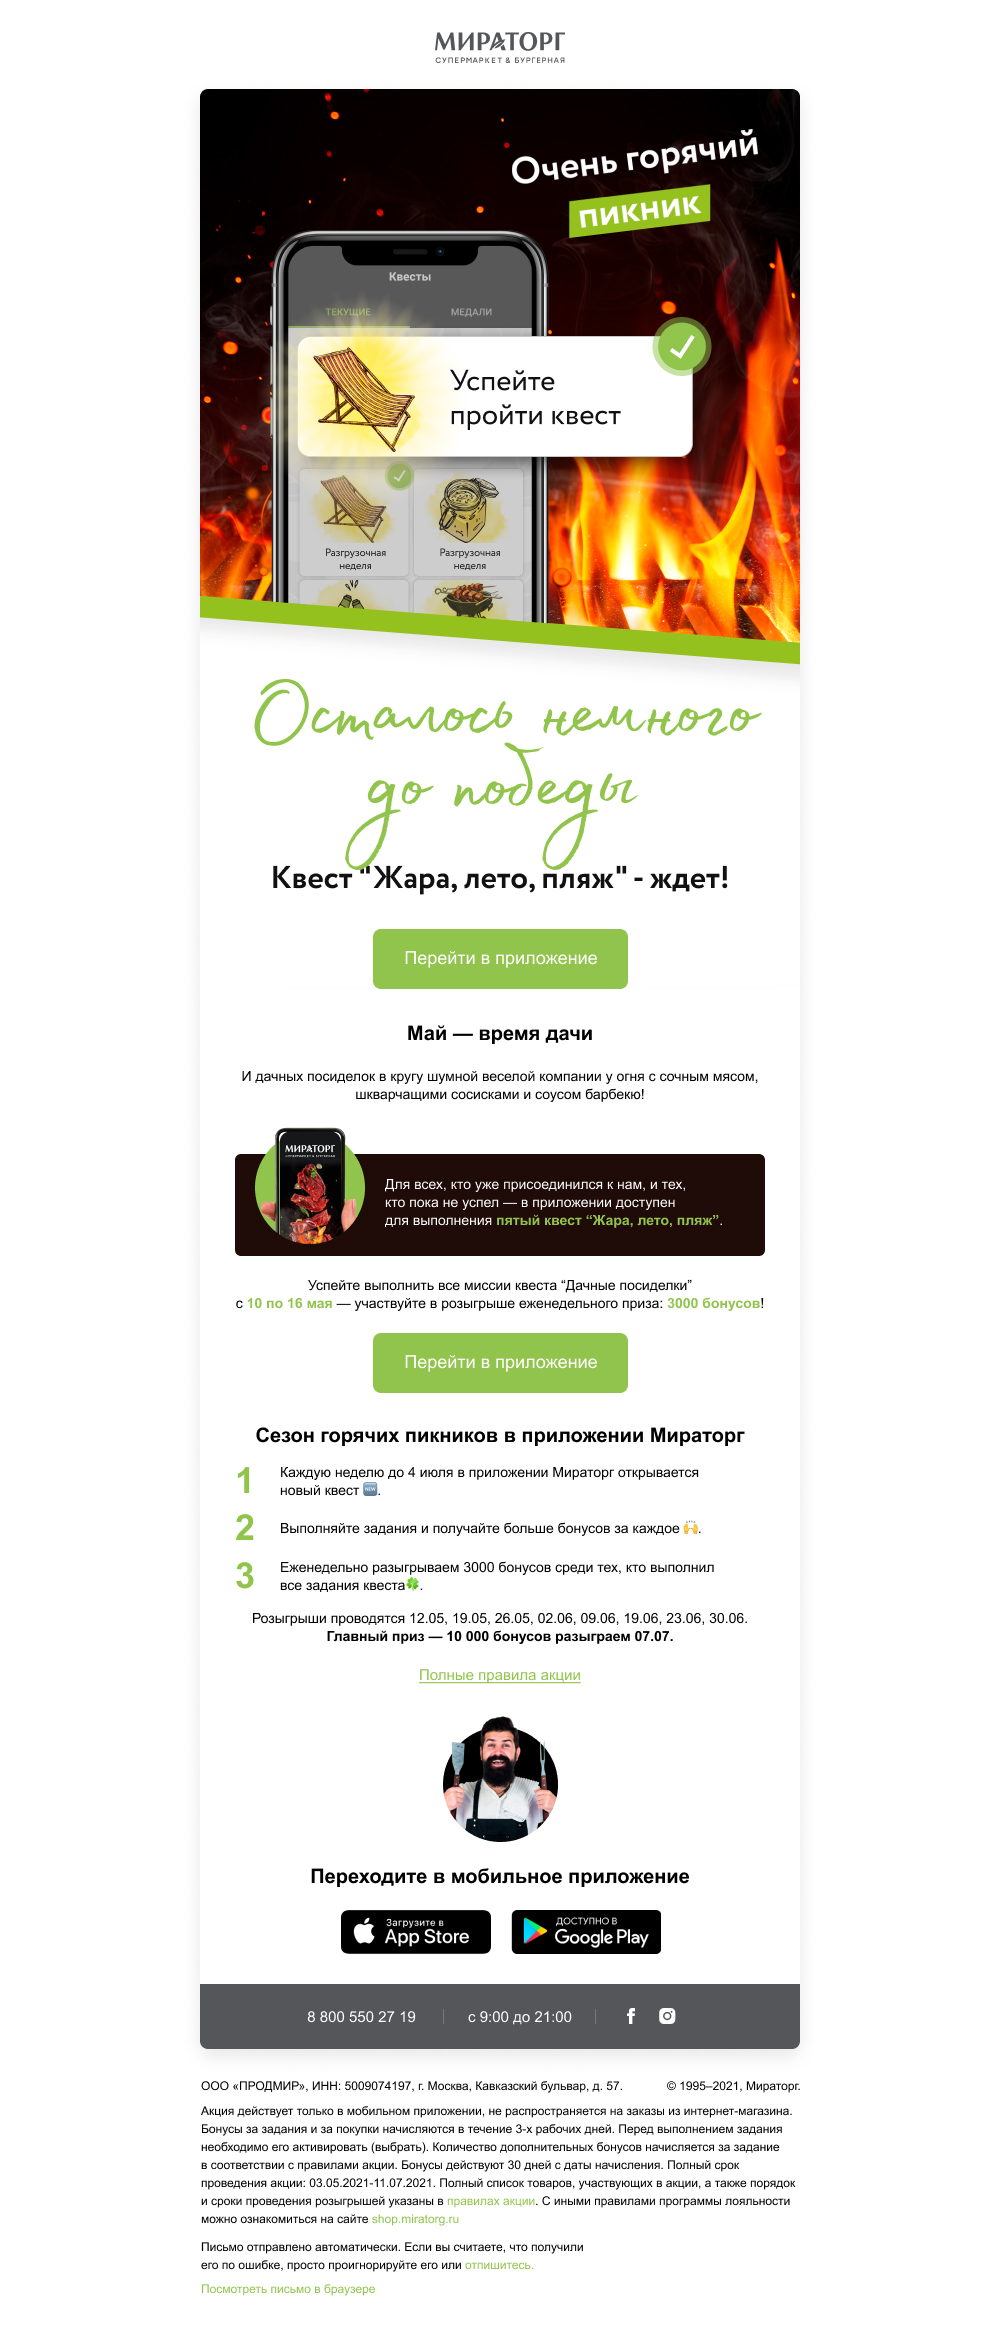 МИРАТОРГ
СУПЕРМАРКЕТ & БУРГЕРНАЯ
Очень горячий
пикник
Квесты
ТЕКУЩИЕ МЕДАЛИ
Успейте
пройти квест
Разгрузочная
неделя
Разгрузочная
неделя
Осталось немного
до победы
Квест "Жара, лето, пляж" - ждет!
Перейти в приложение
Май — время дачи
И дачных посиделок в кругу шумной веселой компании у огня с сочным мясом,
шкварчащими сосисками и соусом барбекю!
МИРАТОРГ
СУПЕРМАРКЕТ & БУРГЕРНАЯ
Для всех, кто уже присоединился к нам, и тех,
кто пока не успел — в приложении доступен
для выполнения пятый квест “Жара, лето, пляж”.
Успейте выполнить все миссии квеста “Дачные посиделки”
с 10 по 16 мая — участвуйте в розыгрыше еженедельного приза: 3000 бонусов!
Перейти в приложение
Сезон горячих пикников в приложении Мираторг
1 Каждую неделю до 4 июля в приложении Мираторг открывается
новый квест 🆕.
2 Выполняйте задания и получайте больше бонусов за каждое 🙌.
3 Еженедельно разыгрываем 3000 бонусов среди тех, кто выполнил
все задания квеста🍀.
Розыгрыши проводятся 12.05, 19.05, 26.05, 02.06, 09.06, 19.06, 23.06, 30.06.
Главный приз — 10 000 бонусов разыграем 07.07.
Полные правила акции
Переходите в мобильное приложение
Загрузите в
App Store
ДОСТУПНО В
Google Play
8 800 550 27 19 с 9:00 до 21:00
ООО «ПРОДМИР», ИНН: 5009074197, г. Москва, Кавказский бульвар, д. 57. © 1995–2021, Мираторг.
Акция действует только в мобильном приложении, не распространяется на заказы из интернет-магазина.
Бонусы за задания и за покупки начисляются в течение 3-х рабочих дней. Перед выполнением задания
необходимо его активировать (выбрать). Количество дополнительных бонусов начисляется за задание
в соответствии с правилами акции. Бонусы действуют 30 дней с даты начисления. Полный срок
проведения акции: 03.05.2021-11.07.2021. Полный список товаров, участвующих в акции, а также порядок
и сроки проведения розыгрышей указаны в правилах акции. С иными правилами программы лояльности
можно ознакомиться на сайте shop.miratorg.ru
Письмо отправлено автоматически. Если вы считаете, что получили
его по ошибке, просто проигнорируйте его или отпишитесь.
Посмотреть письмо в браузере